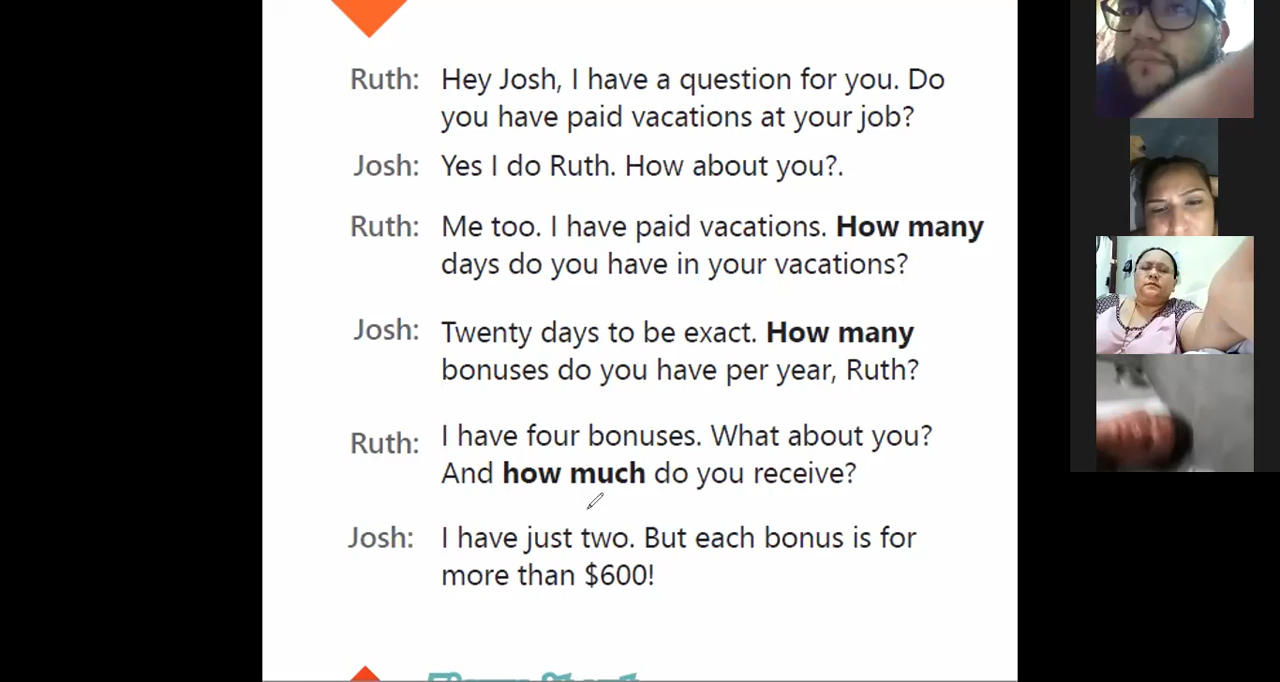 Ruth: Hey Josh, I have a question for you. Do
you have paid vacations at your job?
Josh: Yes I do Ruth. How about you?.
Ruth: Me too. I have paid vacations. How many
days do you have in your vacations?
Josh: Twenty days to be exact. How many
bonuses do you have per year, Ruth?
Ruth: I have four bonuses. What about you?
And how much do you receive?
Josh: I have just two. But each bonus is for
more than $600!